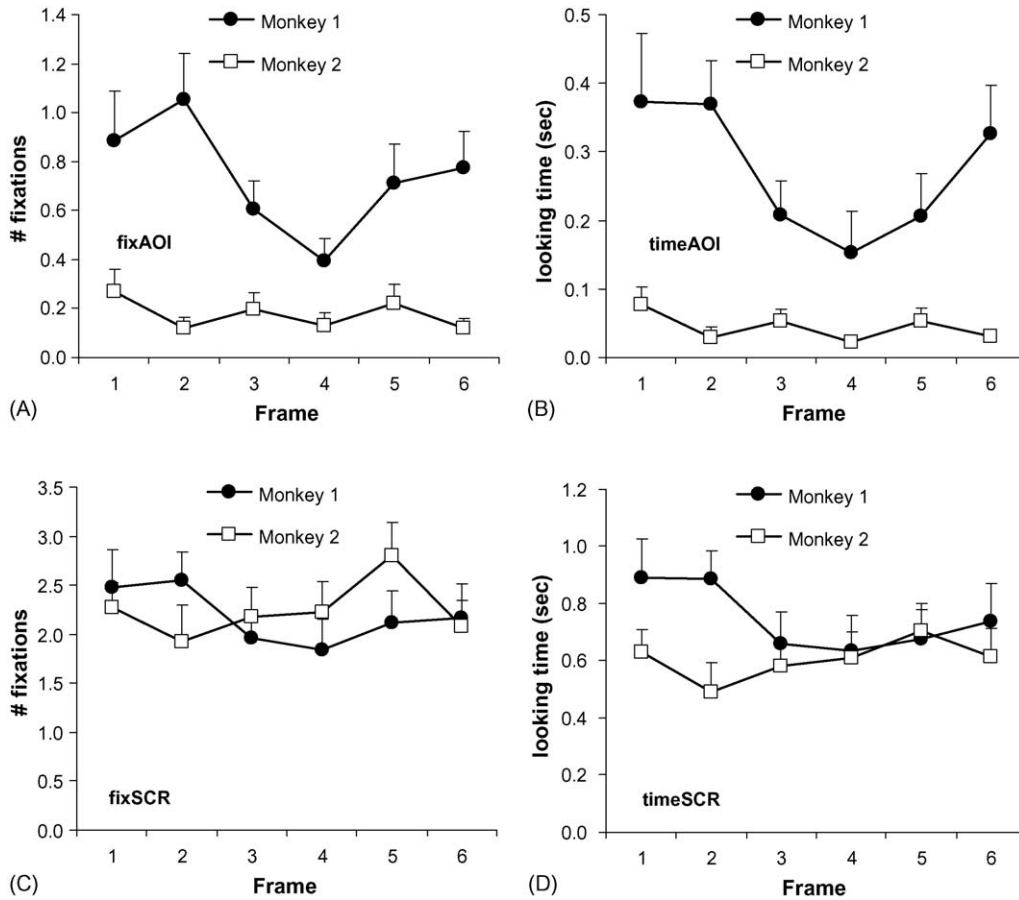 1.4
1.2
1.0
0.8
0.6
0.4
0.2
0.0
# fixations
Monkey 1
Monkey 2
fixAOI
1 2 3 4 5 6
Frame
(A)
0.5
0.4
0.3
0.2
0.1
0.0
looking time (sec)
Monkey 1
Monkey 2
timeAOI
1 2 3 4 5 6
Frame
(B)
3.5
3.0
2.5
2.0
1.5
1.0
0.5
0.0
# fixations
Monkey 1
Monkey 2
fixSCR
1 2 3 4 5 6
Frame
(C)
1.2
1.0
0.8
0.6
0.4
0.2
0.0
looking time (sec)
Monkey 1
Monkey 2
timeSCR
1 2 3 4 5 6
Frame
(D)